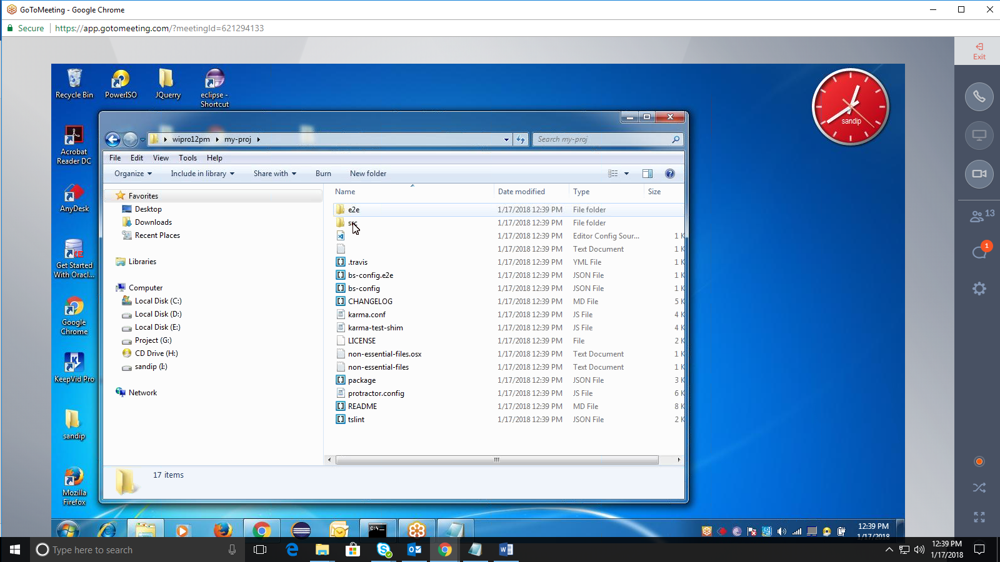 GoToMeeting - Google Chrome
Secure https://app.gotomeeting.com/?meetingId=621294133
Exit
Recycle Bin
PowerISO
JQuerry
eclipse - Shortcut
sandip
Acrobat Reader DC
AnyDesk
Get Started With Oracl...
Google Chrome
KeepVid Pro
sandip
Mozilla Firefox
wipro12pm my-proj
Search my-proj
File Edit View Tools Help
Organize Include in library Share with Burn New folder
Favorites
Desktop
Downloads
Recent Places
Libraries
Computer
Local Disk (C:)
Local Disk (D:)
Local Disk (E:)
Project (G:)
CD Drive (H:)
sandip (I:)
Network
Name Date modified Type Size
e2e 1/17/2018 12:39 PM File folder
src 1/17/2018 12:39 PM File folder
1/17/2018 12:39 PM Editor Config Sour... 1 K
1/17/2018 12:39 PM Text Document 1 K
.travis 1/17/2018 12:39 PM YML File 1 K
bs-config.e2e 1/17/2018 12:39 PM JSON File 1 K
bs-config 1/17/2018 12:39 PM JSON File 1 K
CHANGELOG 1/17/2018 12:39 PM MD File 5 K
karma.conf 1/17/2018 12:39 PM JS File 4 K
karma-test-shim 1/17/2018 12:39 PM JS File 4 K
LICENSE 1/17/2018 12:39 PM File 2 K
non-essential-files.osx 1/17/2018 12:39 PM Text Document 1 K
non-essential-files 1/17/2018 12:39 PM Text Document 1 K
package 1/17/2018 12:39 PM JSON File 3 K
protractor.config 1/17/2018 12:39 PM JS File 6 K
README 1/17/2018 12:39 PM MD File 8 K
tslint 1/17/2018 12:39 PM JSON File 2 K
17 items
13
1
12:39 PM
1/17/2018
Type here to search
12:39 PM
1/17/2018